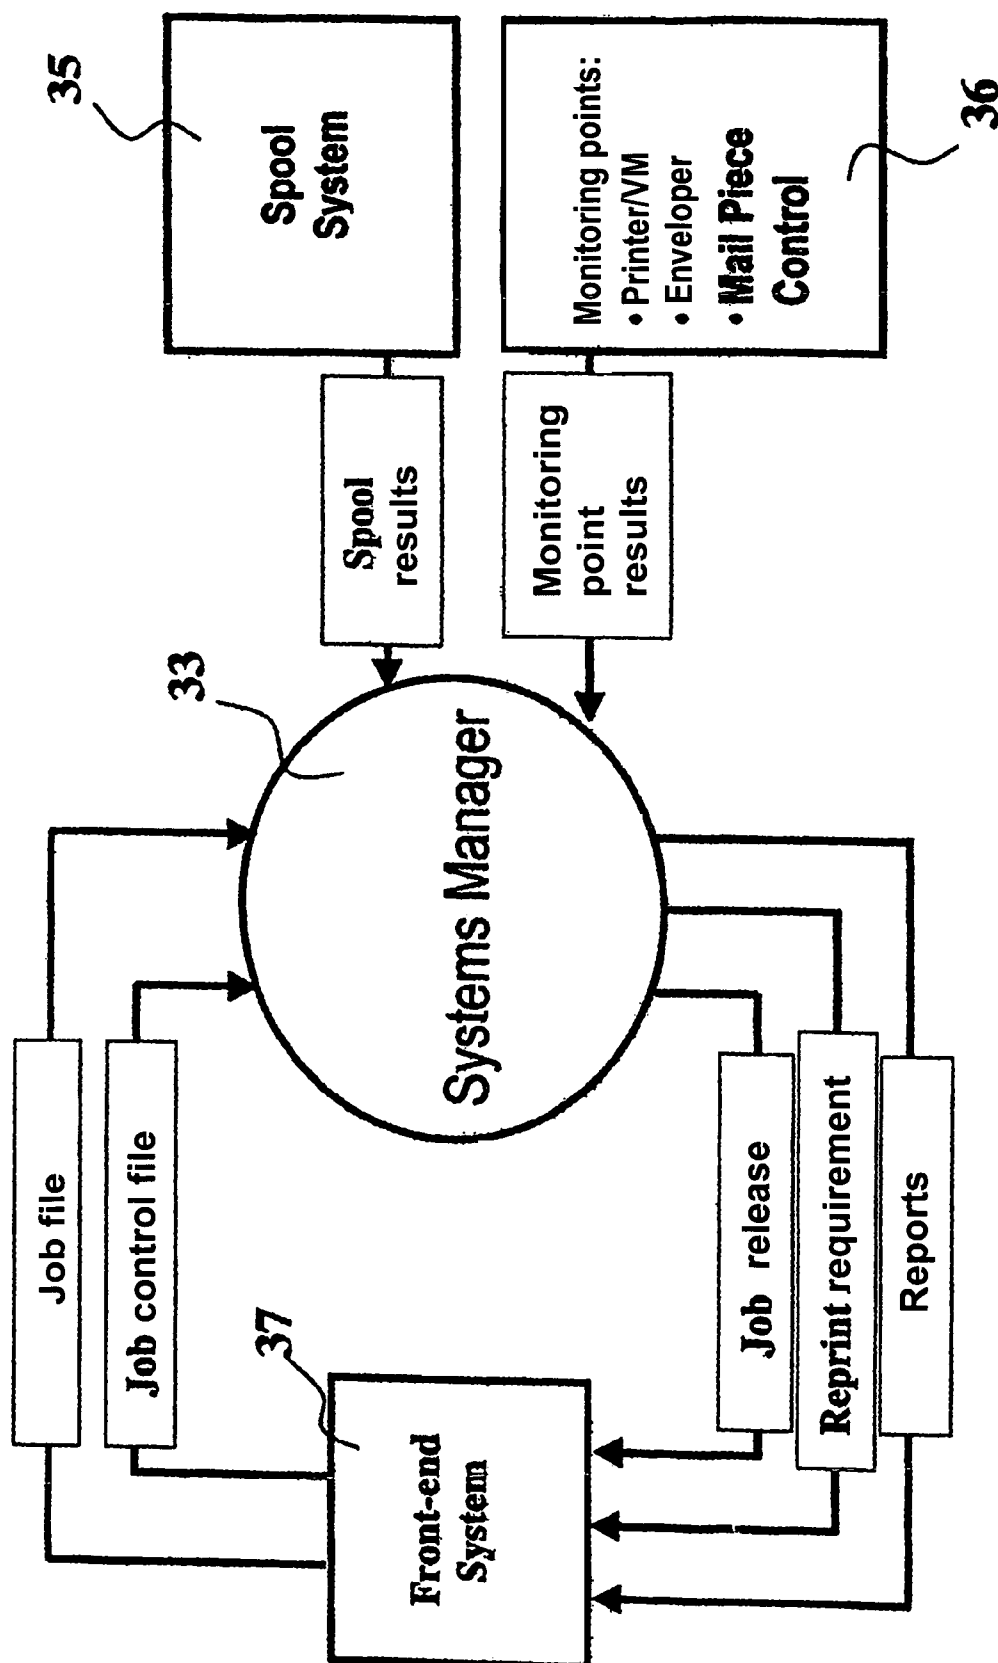 Job file
Job control file
37
Front-end
System
Job release
Reprint requirement
Reports
33
Systems Manager
Spool
results
Monitoring
point
results
35
Spool
System
Monitoring points:
• Printer/VM
• Enveloper
• Mail Piece
Control
36